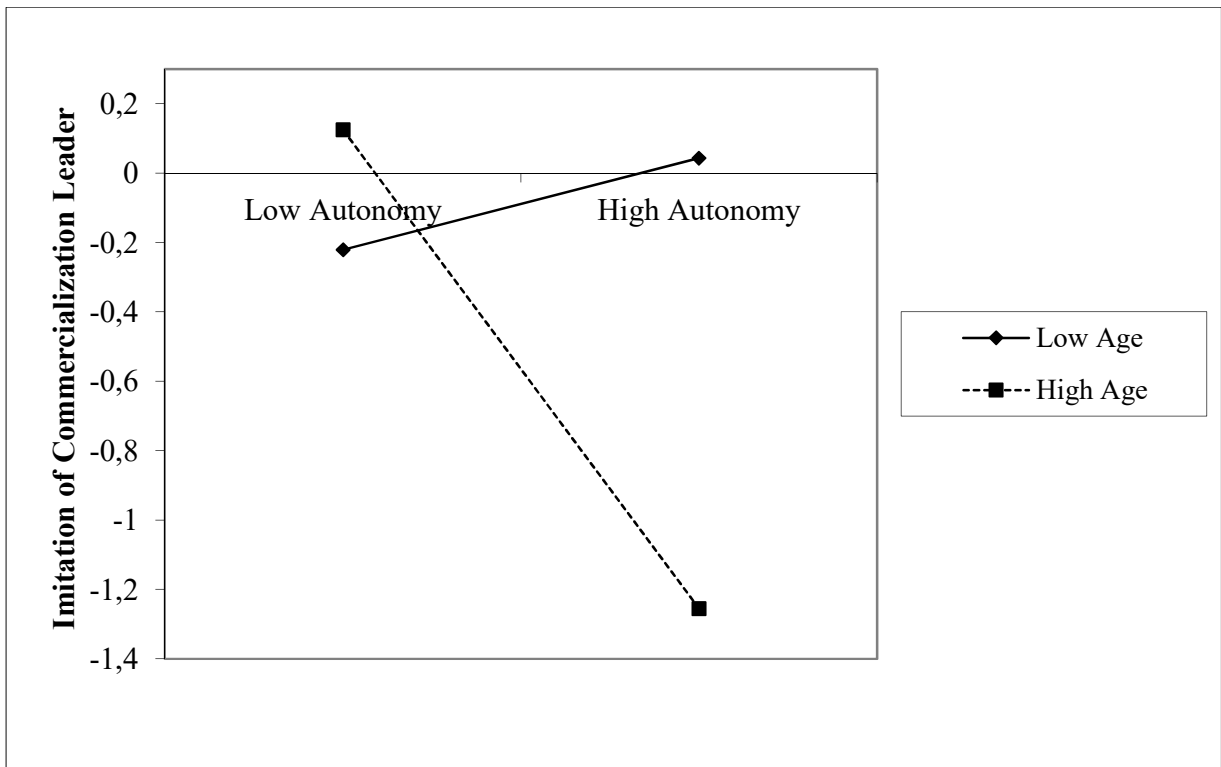 Imitation of Commercialization Leader
0,2
0
-0,2
-0,4
-0,6
-0,8
-1
-1,2
-1,4
Low Autonomy
High Autonomy
Low Age
High Age